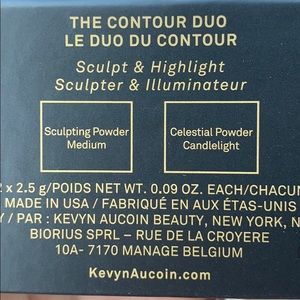 THE CONTOUR DUO
LE DUO DU CONTOUR
Sculpt & Highlight
Sculpter & Illuminateur
Sculpting Powder
Medium
Celestial Powder
Candlelight
2 x 2.5 g/POIDS NET WT. 0.09 OZ. EACH/CHACUN
MADE IN USA / FABRIQUÉ EN AUX ÉTAS-UNIS
/ PAR : KEVYN AUCOIN BEAUTY, NEW YORK,
BIORIUS SPRL – RUE DE LA CROYERE
10A- 7170 MANAGE BELGIUM
KevynAucoin.com